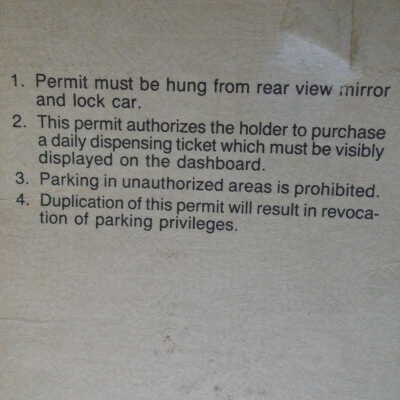 1. Permit must be hung from rear view mirror
and lock car.
2. This permit authorizes the holder to purchase
a daily dispensing ticket which must be visibly
displayed on the dashboard.
3. Parking in unauthorized areas is prohibited.
4. Duplication of this permit will result in revoca-
tion of parking privileges.